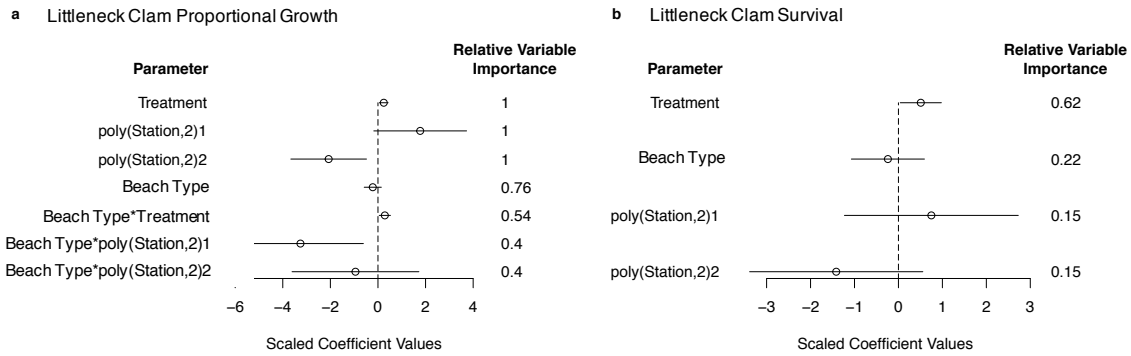 a Littleneck Clam Proportional Growth
Parameter
Relative Variable
Importance
Treatment 1
poly(Station,2)1 1
poly(Station,2)2 1
Beach Type 0.76
Beach Type*Treatment 0.54
Beach Type*poly(Station,2)1 0.4
Beach Type*poly(Station,2)2 0.4
−6 −4 −2 0 2 4
Scaled Coefficient Values
b Littleneck Clam Survival
Parameter
Relative Variable
Importance
Treatment 0.62
Beach Type 0.22
poly(Station,2)1 0.15
poly(Station,2)2 0.15
−3 −2 −1 0 1 2 3
Scaled Coefficient Values